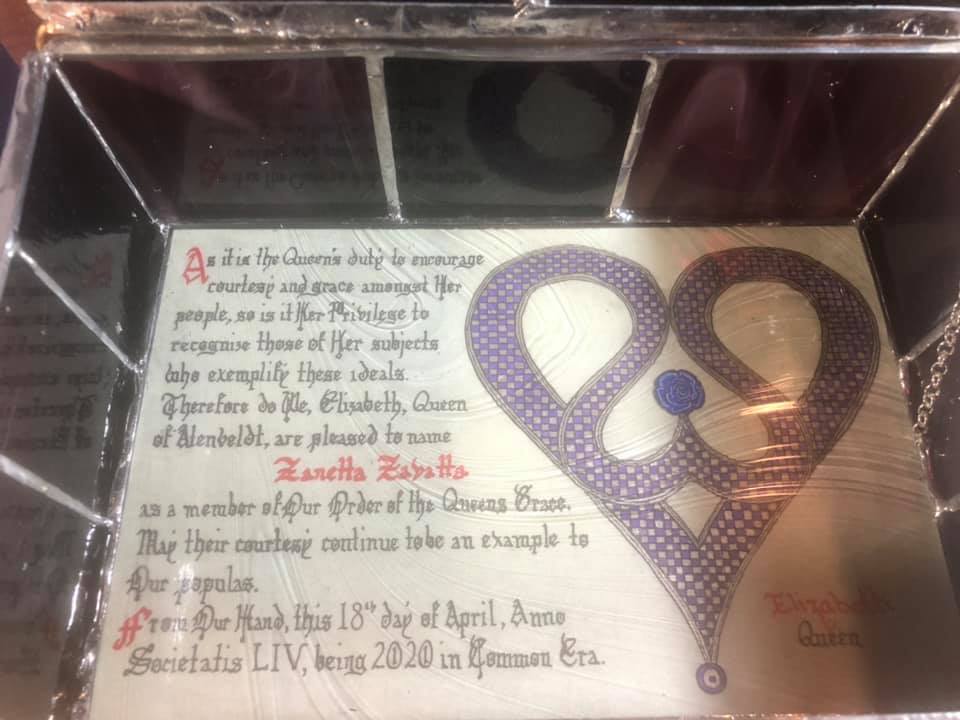 As it is the Queen's duty to encourage
courtesy and grace amongst Her
people, so is it Her Privilege to
recognise those of Her subjects
who exemplify these ideals.
Therefore do We, Elizabeth, Queen
of Aenbeldt, are pleased to name
Zanetta Zavatta
as a member of Our Order of the Queens Grace.
May their courtesy continue to be an example to
Our populas.
From Our Hand, this 18th day of April, Anno
Societatis LIV, being 2020 in Common Era.
Elizabeth
Queen